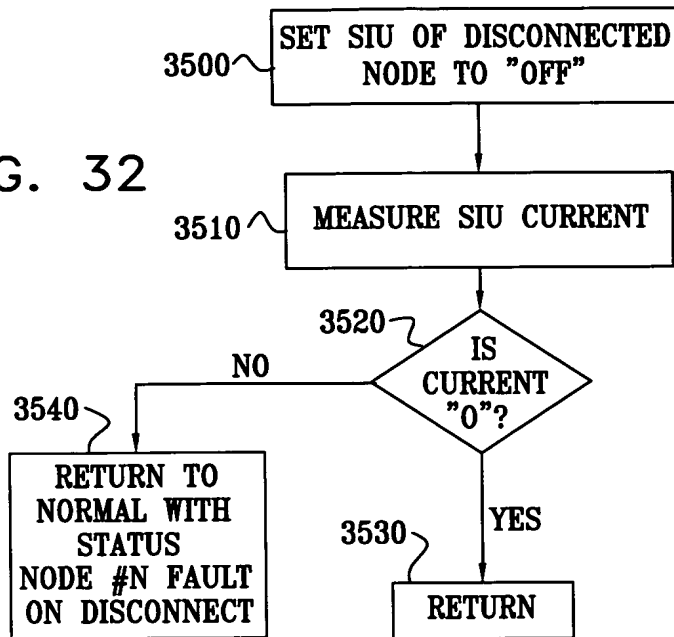 SET SIU OF DISCONNECTED
NODE TO "OFF"
3500
G. 32
3510
MEASURE SIU CURRENT
3520
IS
CURRENT
"0"?
NO
3540
RETURN TO
NORMAL WITH
STATUS
NODE #N FAULT
ON DISCONNECT
YES
3530
RETURN